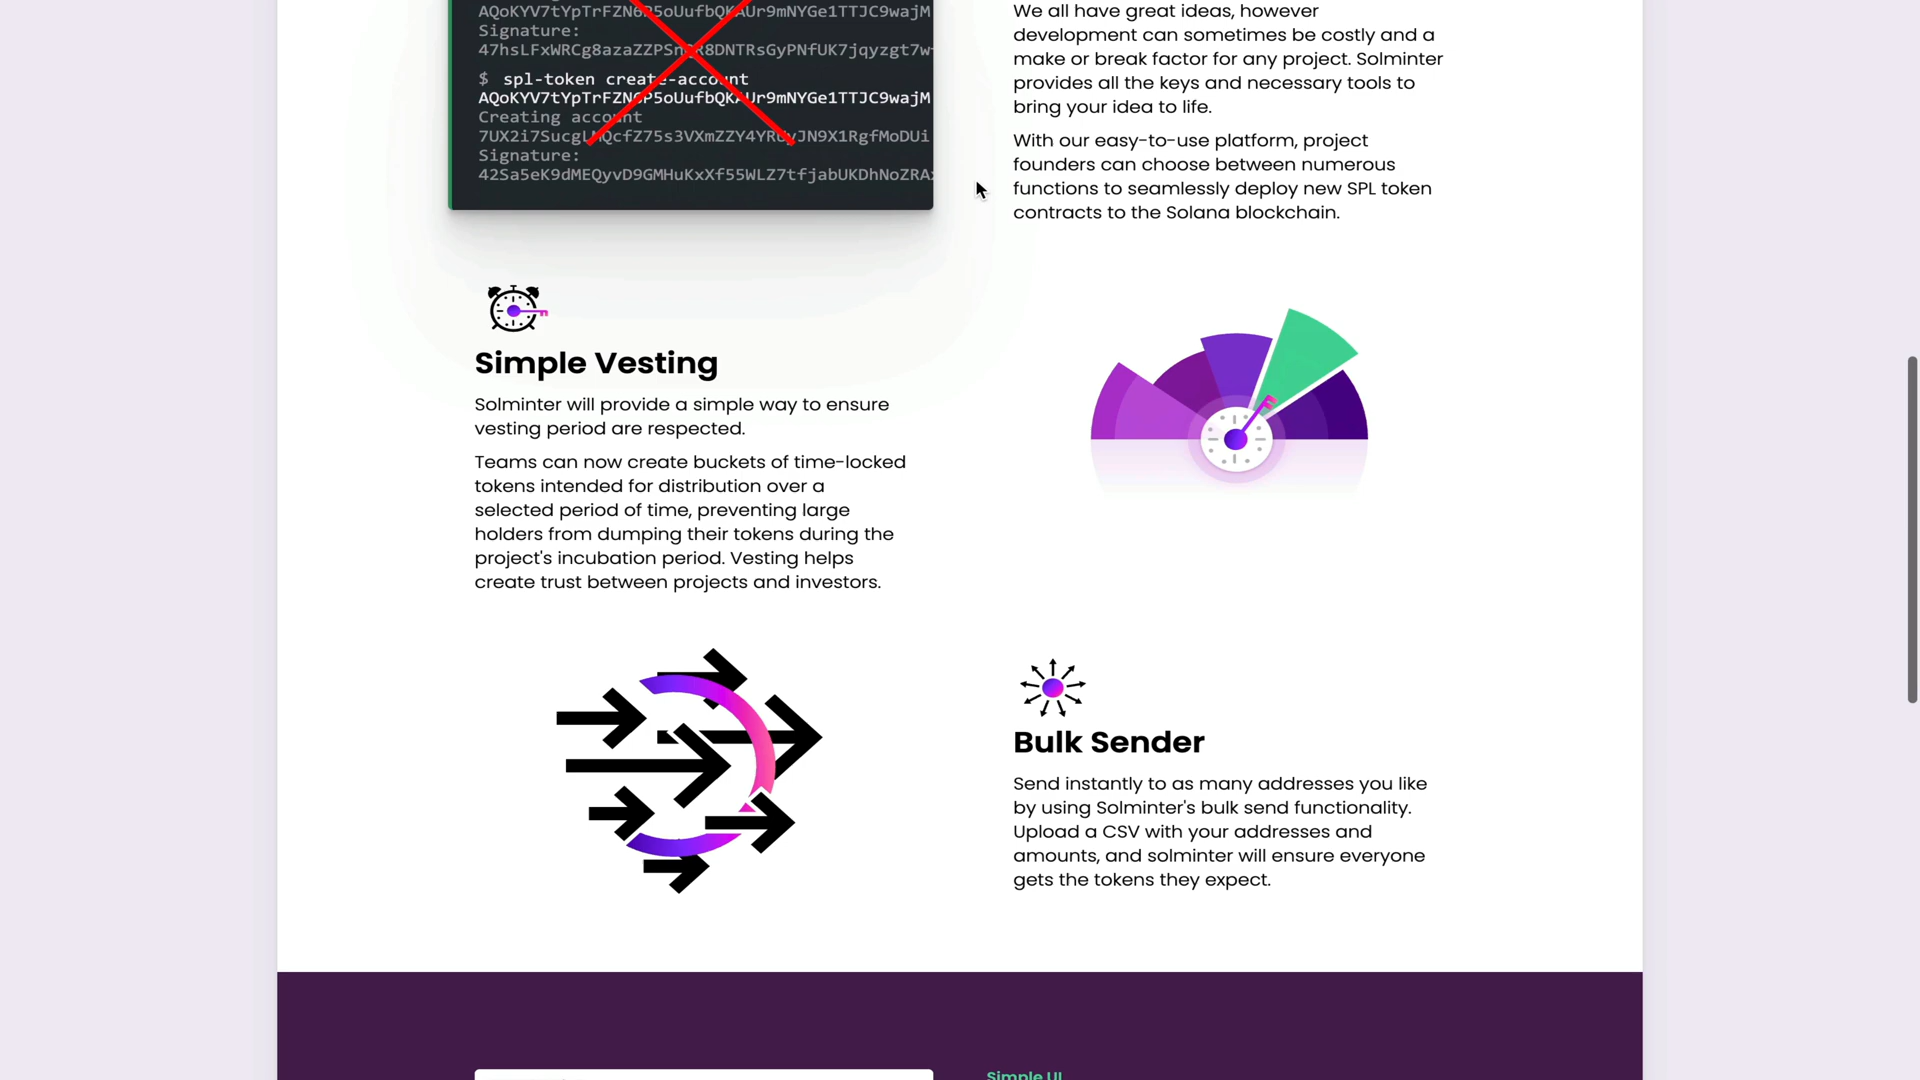 AQoKYV7tYpTrFZN6P5oUufbQKAUr9mNYGe1TTJC9wajM
Signature:
$ spl-token create-account
AQoKYV7tYpTrFZN6P5oUufbQKAUr9mNYGe1TTJC9wajM
Creating account
Signature:
42Sa5eK9dMEQyvD9GMHuKxXf55WLZ7tfjabUKDhNoZRA
We all have great ideas, however
development can sometimes be costly and a
make or break factor for any project. Solminter
provides all the keys and necessary tools to
bring your idea to life.
With our easy-to-use platform, project
founders can choose between numerous
functions to seamlessly deploy new SPL token
contracts to the Solana blockchain.
Simple Vesting
Solminter will provide a simple way to ensure
vesting period are respected.
Teams can now create buckets of time-locked
tokens intended for distribution over a
selected period of time, preventing large
holders from dumping their tokens during the
project's incubation period. Vesting helps
create trust between projects and investors.
Bulk Sender
Send instantly to as many addresses you like
by using Solminter's bulk send functionality.
Upload a CSV with your addresses and
amounts, and solminter will ensure everyone
gets the tokens they expect.
Simple UI